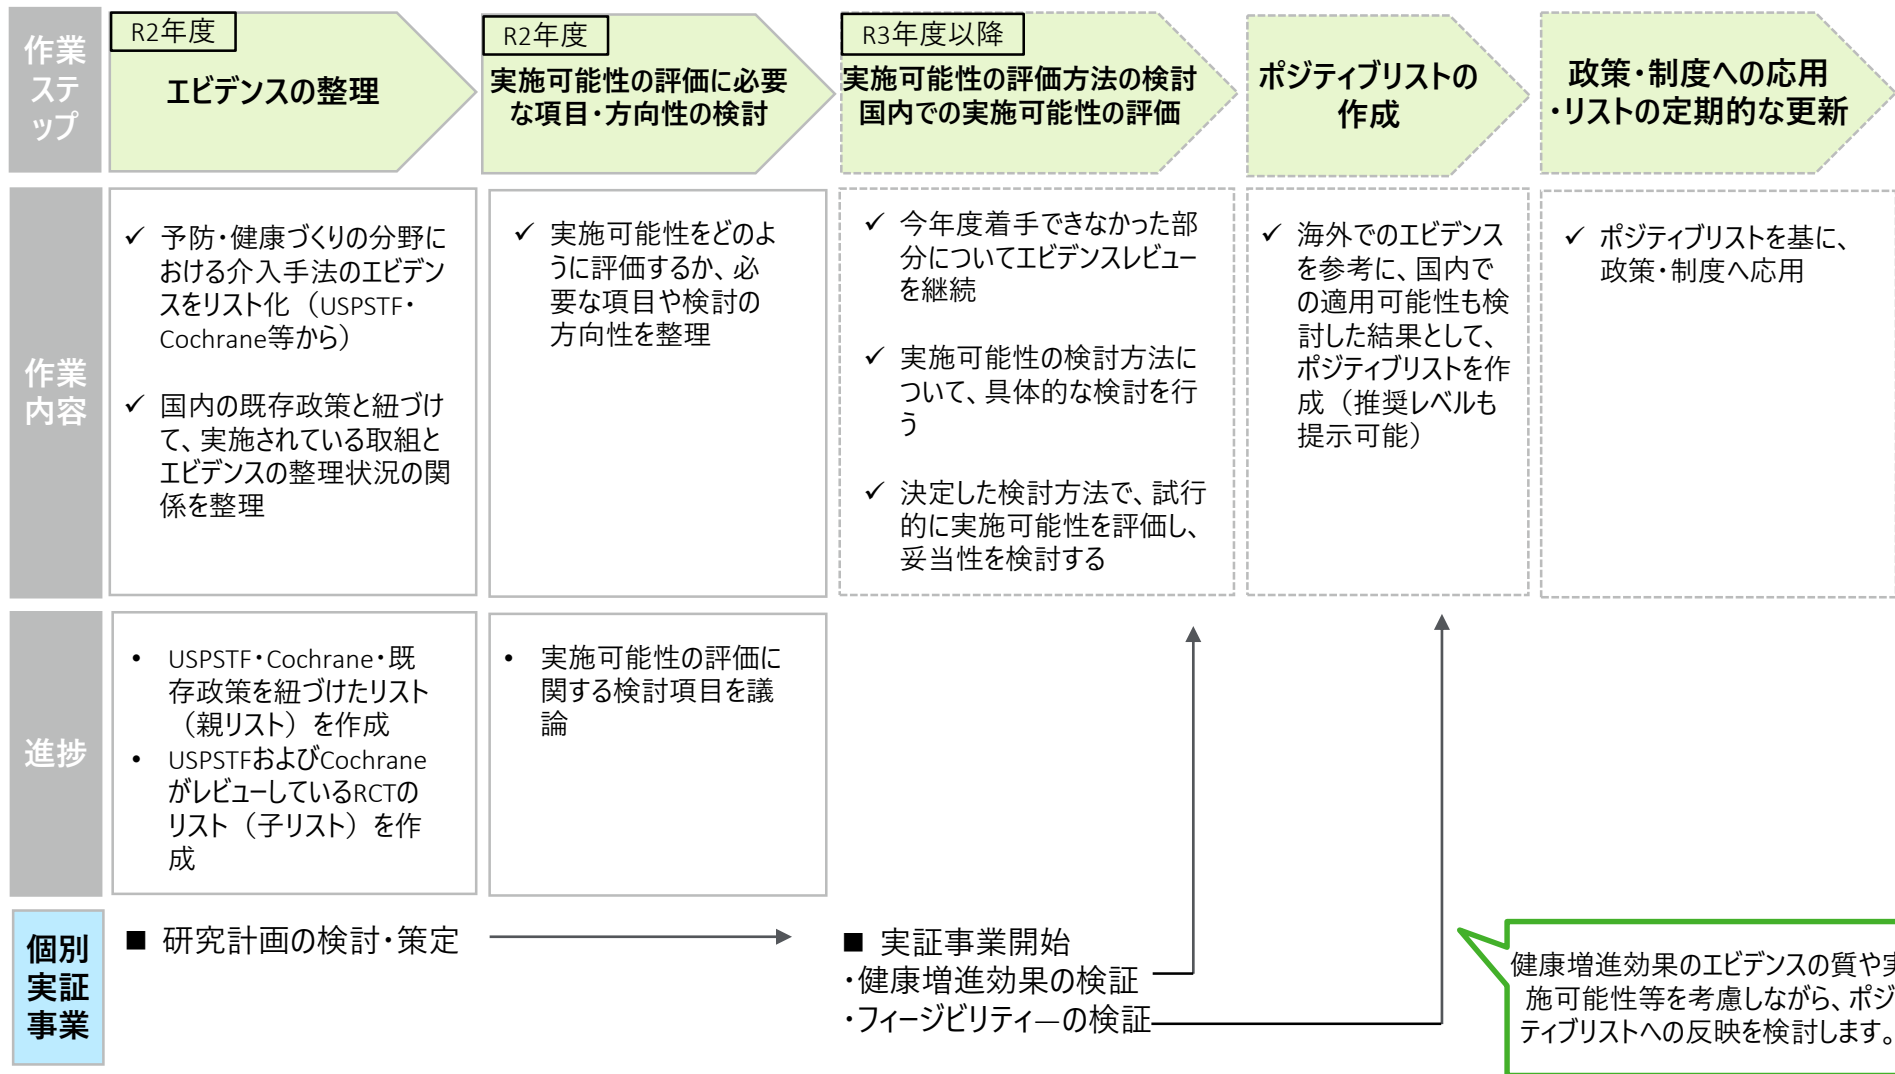 作業
ステ
ップ
R2年度
エビデンスの整理
R2年度
実施可能性の評価に必要
な項目・方向性の検討
R3年度以降
実施可能性の評価方法の検討
国内での実施可能性の評価
ポジティブリストの
作成
政策・制度への応用
・リストの定期的な更新
作業
内容
✓ 予防・健康づくりの分野に
おける介入手法のエビデン
スをリスト化（USPSTF・
Cochrane等から）
✓ 国内の既存政策と紐づけ
て、実施されている取組と
エビデンスの整理状況の関
係を整理
✓ 実施可能性をどのよ
うに評価するか、必
要な項目や検討の
方向性を整理
✓ 今年度着手できなかった部
分についてエビデンスレビュー
を継続
✓ 実施可能性の検討方法に
ついて、具体的な検討を行
う
✓ 決定した検討方法で、試行
的に実施可能性を評価し、
妥当性を検討する
✓ 海外でのエビデンス
を参考に、国内で
の適用可能性も検
討した結果として、
ポジティブリストを作
成（推奨レベルも
提示可能）
✓ ポジティブリストを基に、
政策・制度へ応用
進捗
• USPSTF・Cochrane・既
存政策を紐づけたリスト
（親リスト）を作成
• USPSTFおよびCochrane
がレビューしているRCTの
リスト（子リスト）を作
成
• 実施可能性の評価に
関する検討項目を議
論
個別
実証
事業
■ 研究計画の検討・策定
■ 実証事業開始
・健康増進効果の検証
・フィージビリティ―の検証
健康増進効果のエビデンスの質や実
施可能性等を考慮しながら、ポジ
ティブリストへの反映を検討します。